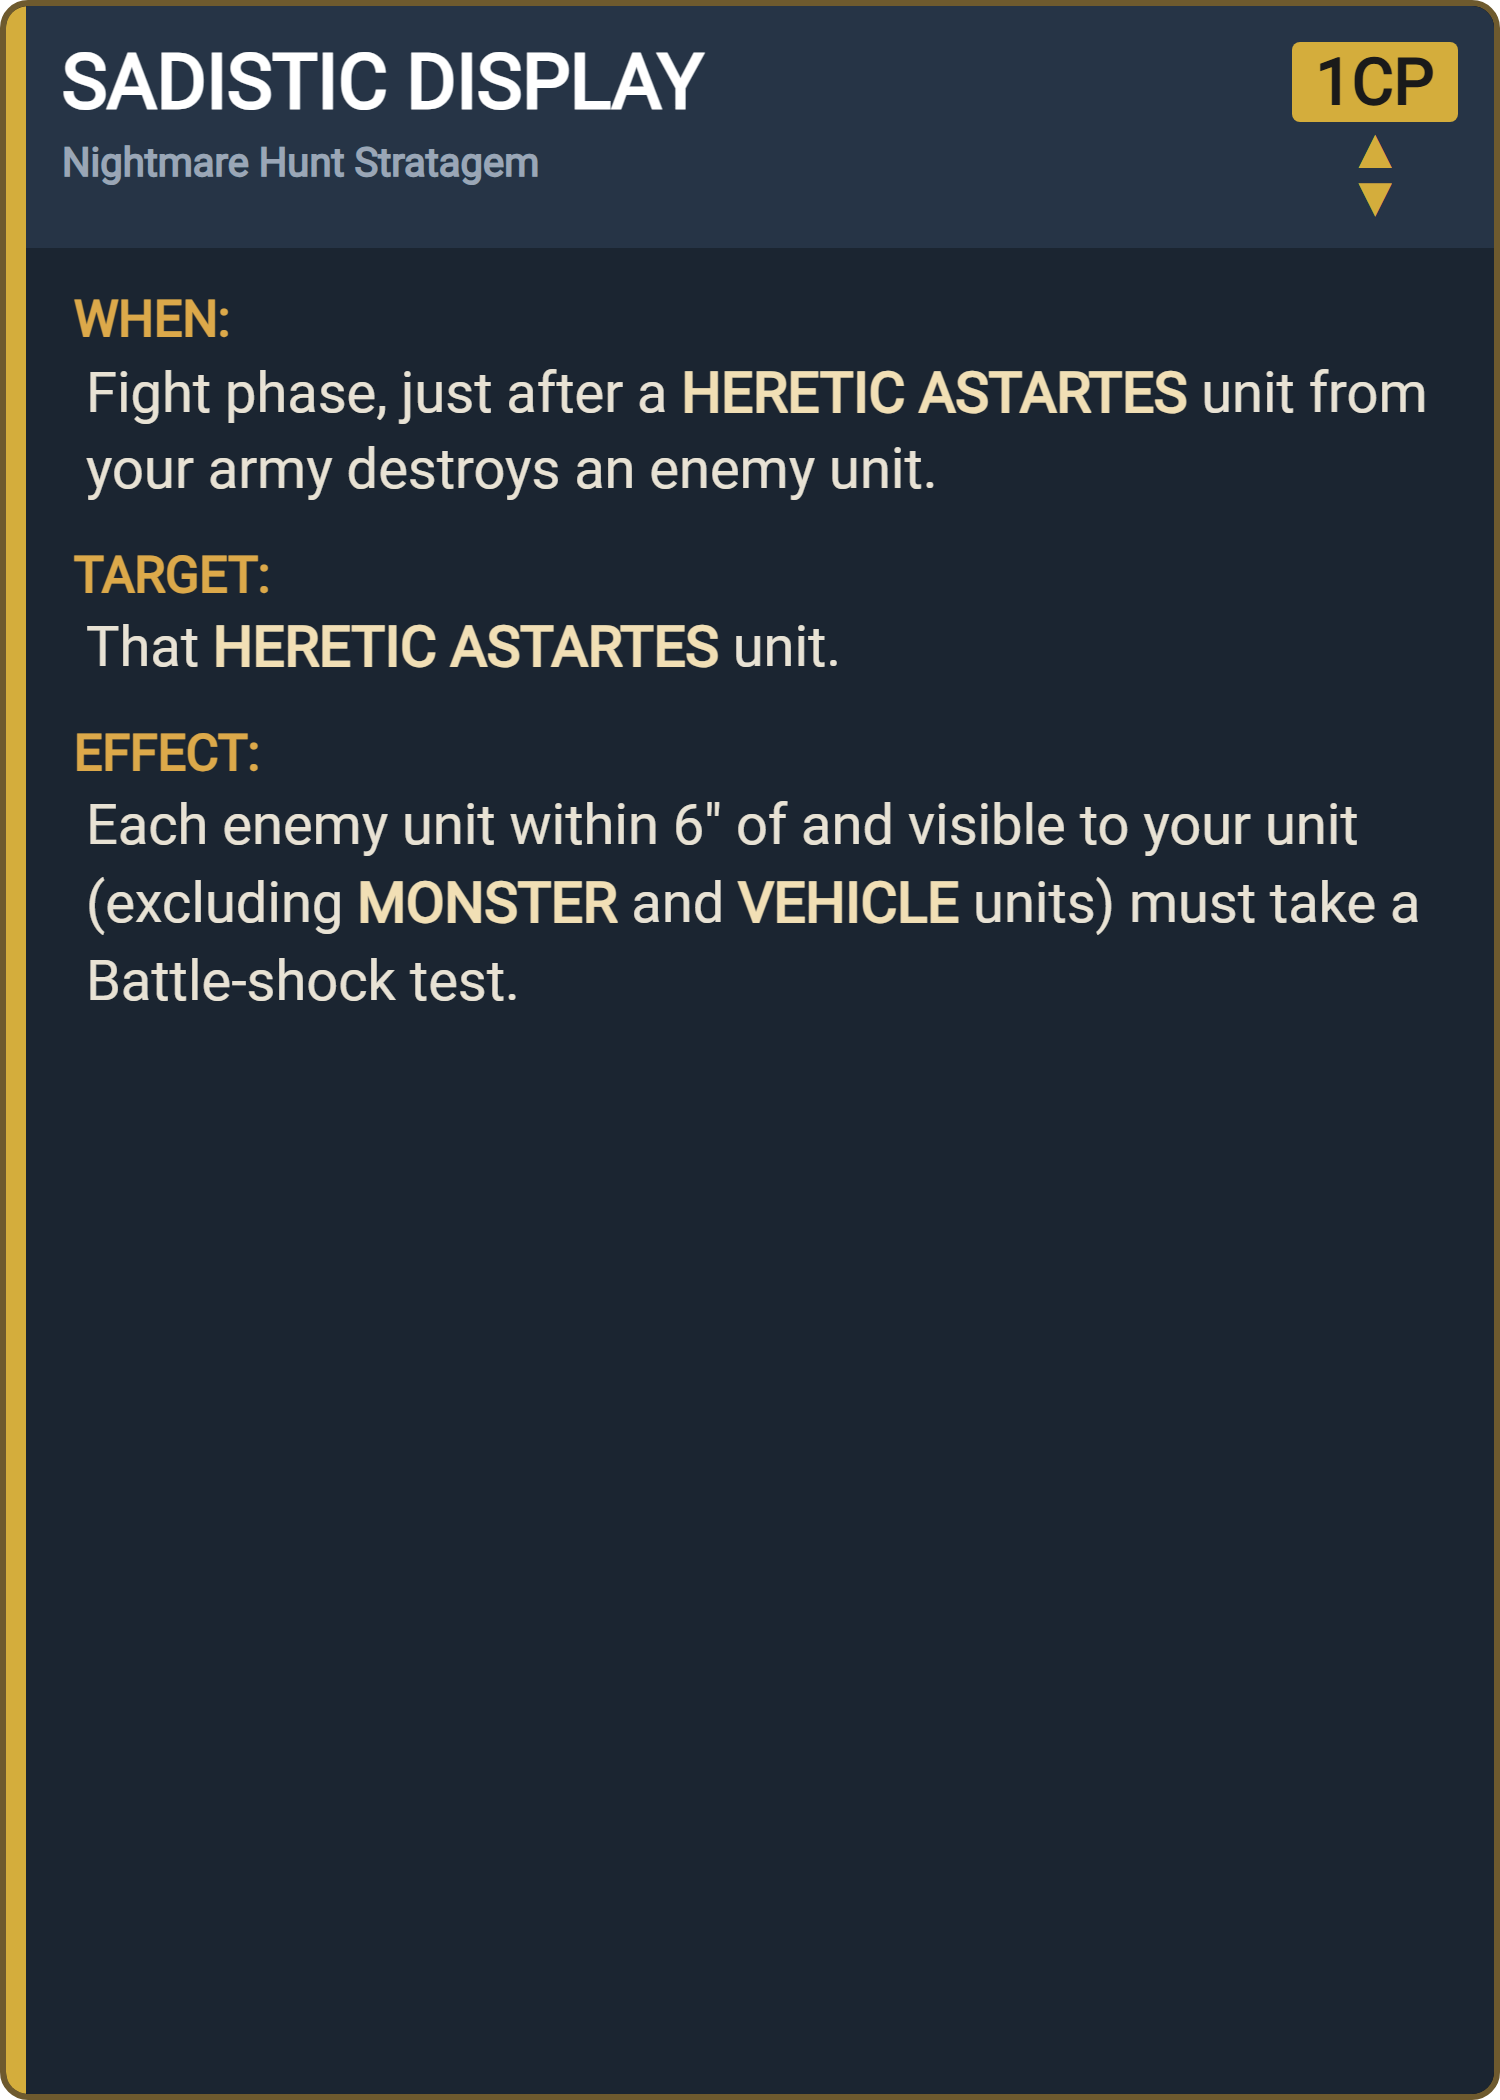 SADISTIC DISPLAY
1CP
Nightmare Hunt Stratagem
▲
▼
WHEN:
Fight phase, just after a HERETIC ASTARTES unit from
your army destroys an enemy unit.
TARGET:
That HERETIC ASTARTES unit.
EFFECT:
Each enemy unit within 6" of and visible to your unit
(excluding MONSTER and VEHICLE units) must take a
Battle-shock test.